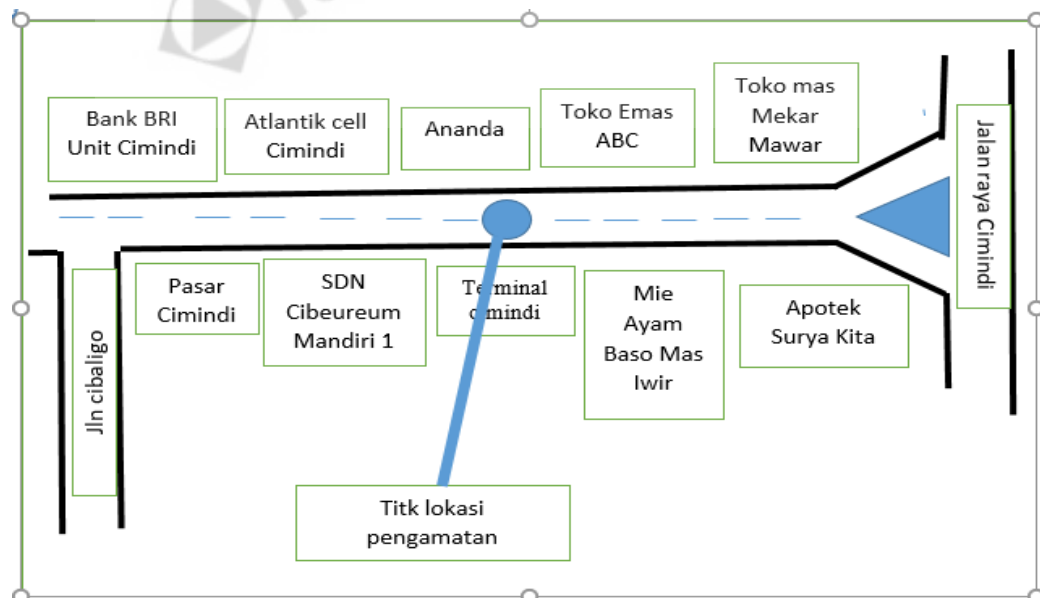 Bank BRI
Unit Cimindi
Atlantik cell
Cimindi
Ananda
Toko Emas
ABC
Toko mas
Mekar
Mawar
Jalan raya Cimindi
Jln cibaligo
Pasar
Cimindi
SDN
Cibeureum
Mandiri 1
Terminal
cimindi
Mie
Ayam
Baso Mas
Iwir
Apotek
Surya Kita
Titk lokasi
pengamatan